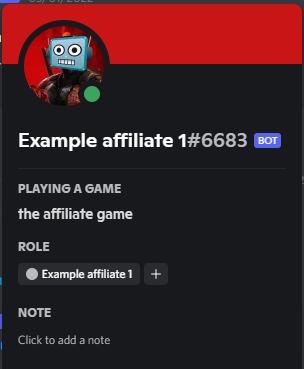 Example affiliate 1#6683 BOT
PLAYING A GAME
the affiliate game
ROLE
Example affiliate 1 +
NOTE
Click to add a note